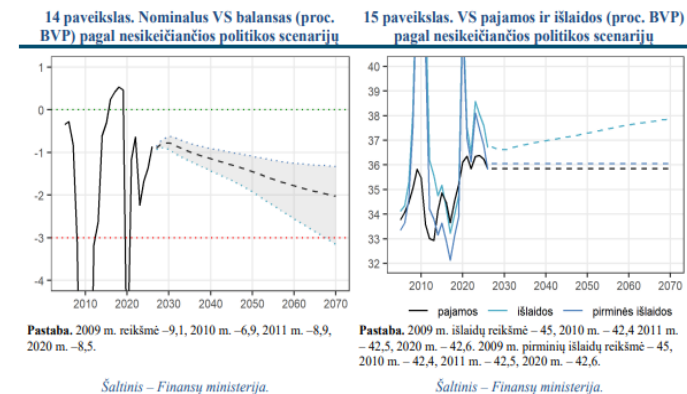 14 paveikslas. Nominalus VS balansas (proc.
BVP) pagal nesikeičiančios politikos scenarijų
1
0
-1
-2
-3
-4
2010 2020 2030 2040 2050 2060 2070
Pastaba. 2009 m. reikšmė –9,1, 2010 m. –6,9, 2011 m. –8,9,
2020 m. –8,5.
Šaltinis – Finansų ministerija.
15 paveikslas. VS pajamos ir išlaidos (proc. BVP)
pagal nesikeičiančios politikos scenarijų
40
39
38
37
36
35
34
33
32
2010 2020 2030 2040 2050 2060 2070
pajamos išlaidos pirminės išlaidos
Pastaba. 2009 m. išlaidų reikšmė – 45, 2010 m. – 42,4 2011 m.
– 42,5, 2020 m. – 42,6. 2009 m. pirminių išlaidų reikšmė – 45,
2010 m. – 42,4, 2011 m. – 42,5, 2020 m. – 42,6.
Šaltinis – Finansų ministerija.